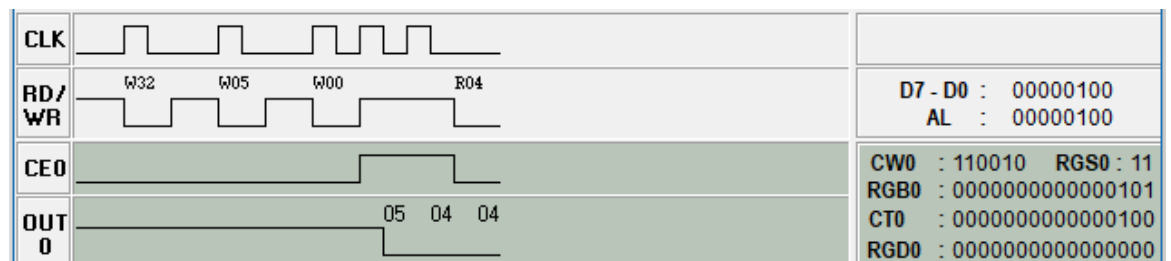 CLK
RD/
WR
W32 W05 W00 R04
D7 - D0 : 00000100
AL : 00000100
CE0
CW0 : 110010 RGS0 : 11
RGB0 : 0000000000000101
OUT
0
05 04 04
CT0 : 0000000000000100
RGD0 : 0000000000000000